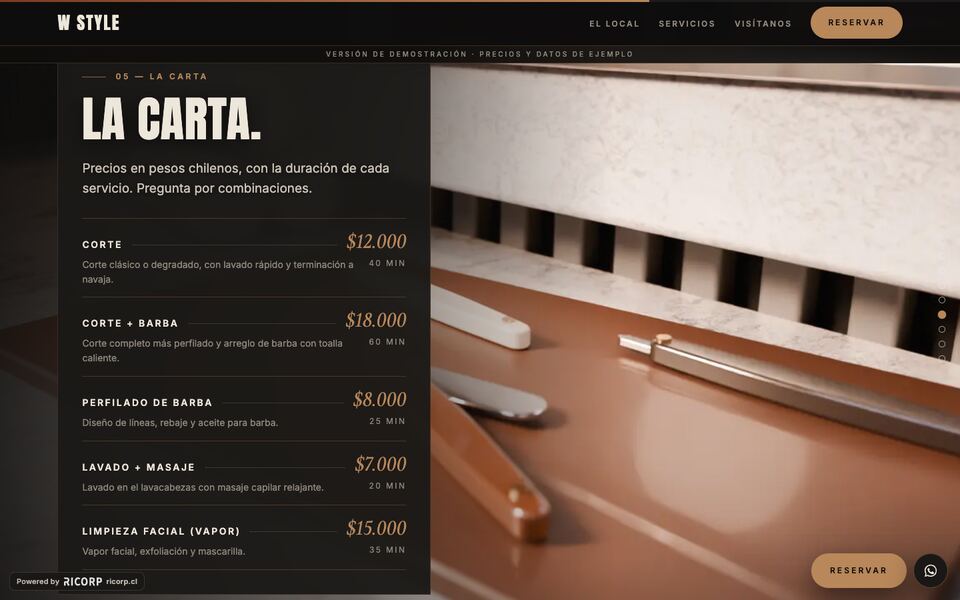 W STYLE
EL LOCAL
SERVICIOS
VISÍTANOS
RESERVAR
VERSIÓN DE DEMOSTRACIÓN · PRECIOS Y DATOS DE EJEMPLO
05 — LA CARTA
LA CARTA.
Precios en pesos chilenos, con la duración de cada
servicio. Pregunta por combinaciones.
CORTE $12.000
Corte clásico o degradado, con lavado rápido y terminación a 40 MIN
navaja.
CORTE + BARBA $18.000
Corte completo más perfilado y arreglo de barba con toalla 60 MIN
caliente.
PERFILADO DE BARBA $8.000
Diseño de líneas, rebaje y aceite para barba. 25 MIN
LAVADO + MASAJE $7.000
Lavado en el lavacabezas con masaje capilar relajante. 20 MIN
LIMPIEZA FACIAL (VAPOR) $15.000
Vapor facial, exfoliación y mascarilla. 35 MIN
Powered by RICORP ricorp.cl
RESERVAR